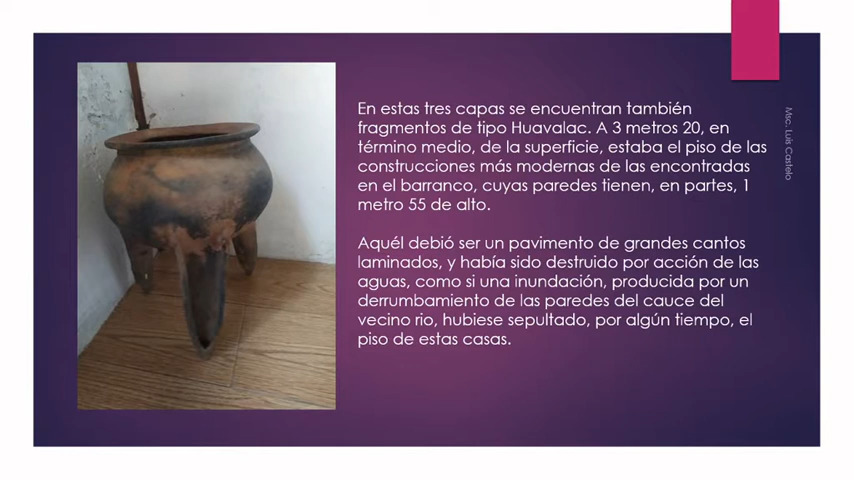 En estas tres capas se encuentran también
fragmentos de tipo Huavalac. A 3 metros 20, en
término medio, de la superficie, estaba el piso de las
construcciones más modernas de las encontradas
en el barranco, cuyas paredes tienen, en partes, 1
metro 55 de alto.
Aquél debió ser un pavimento de grandes cantos
laminados, y había sido destruido por acción de las
aguas, como si una inundación, producida por un
derrumbamiento de las paredes del cauce del
vecino rio, hubiese sepultado, por algún tiempo, el
piso de estas casas.
Msc. Luis Castelo